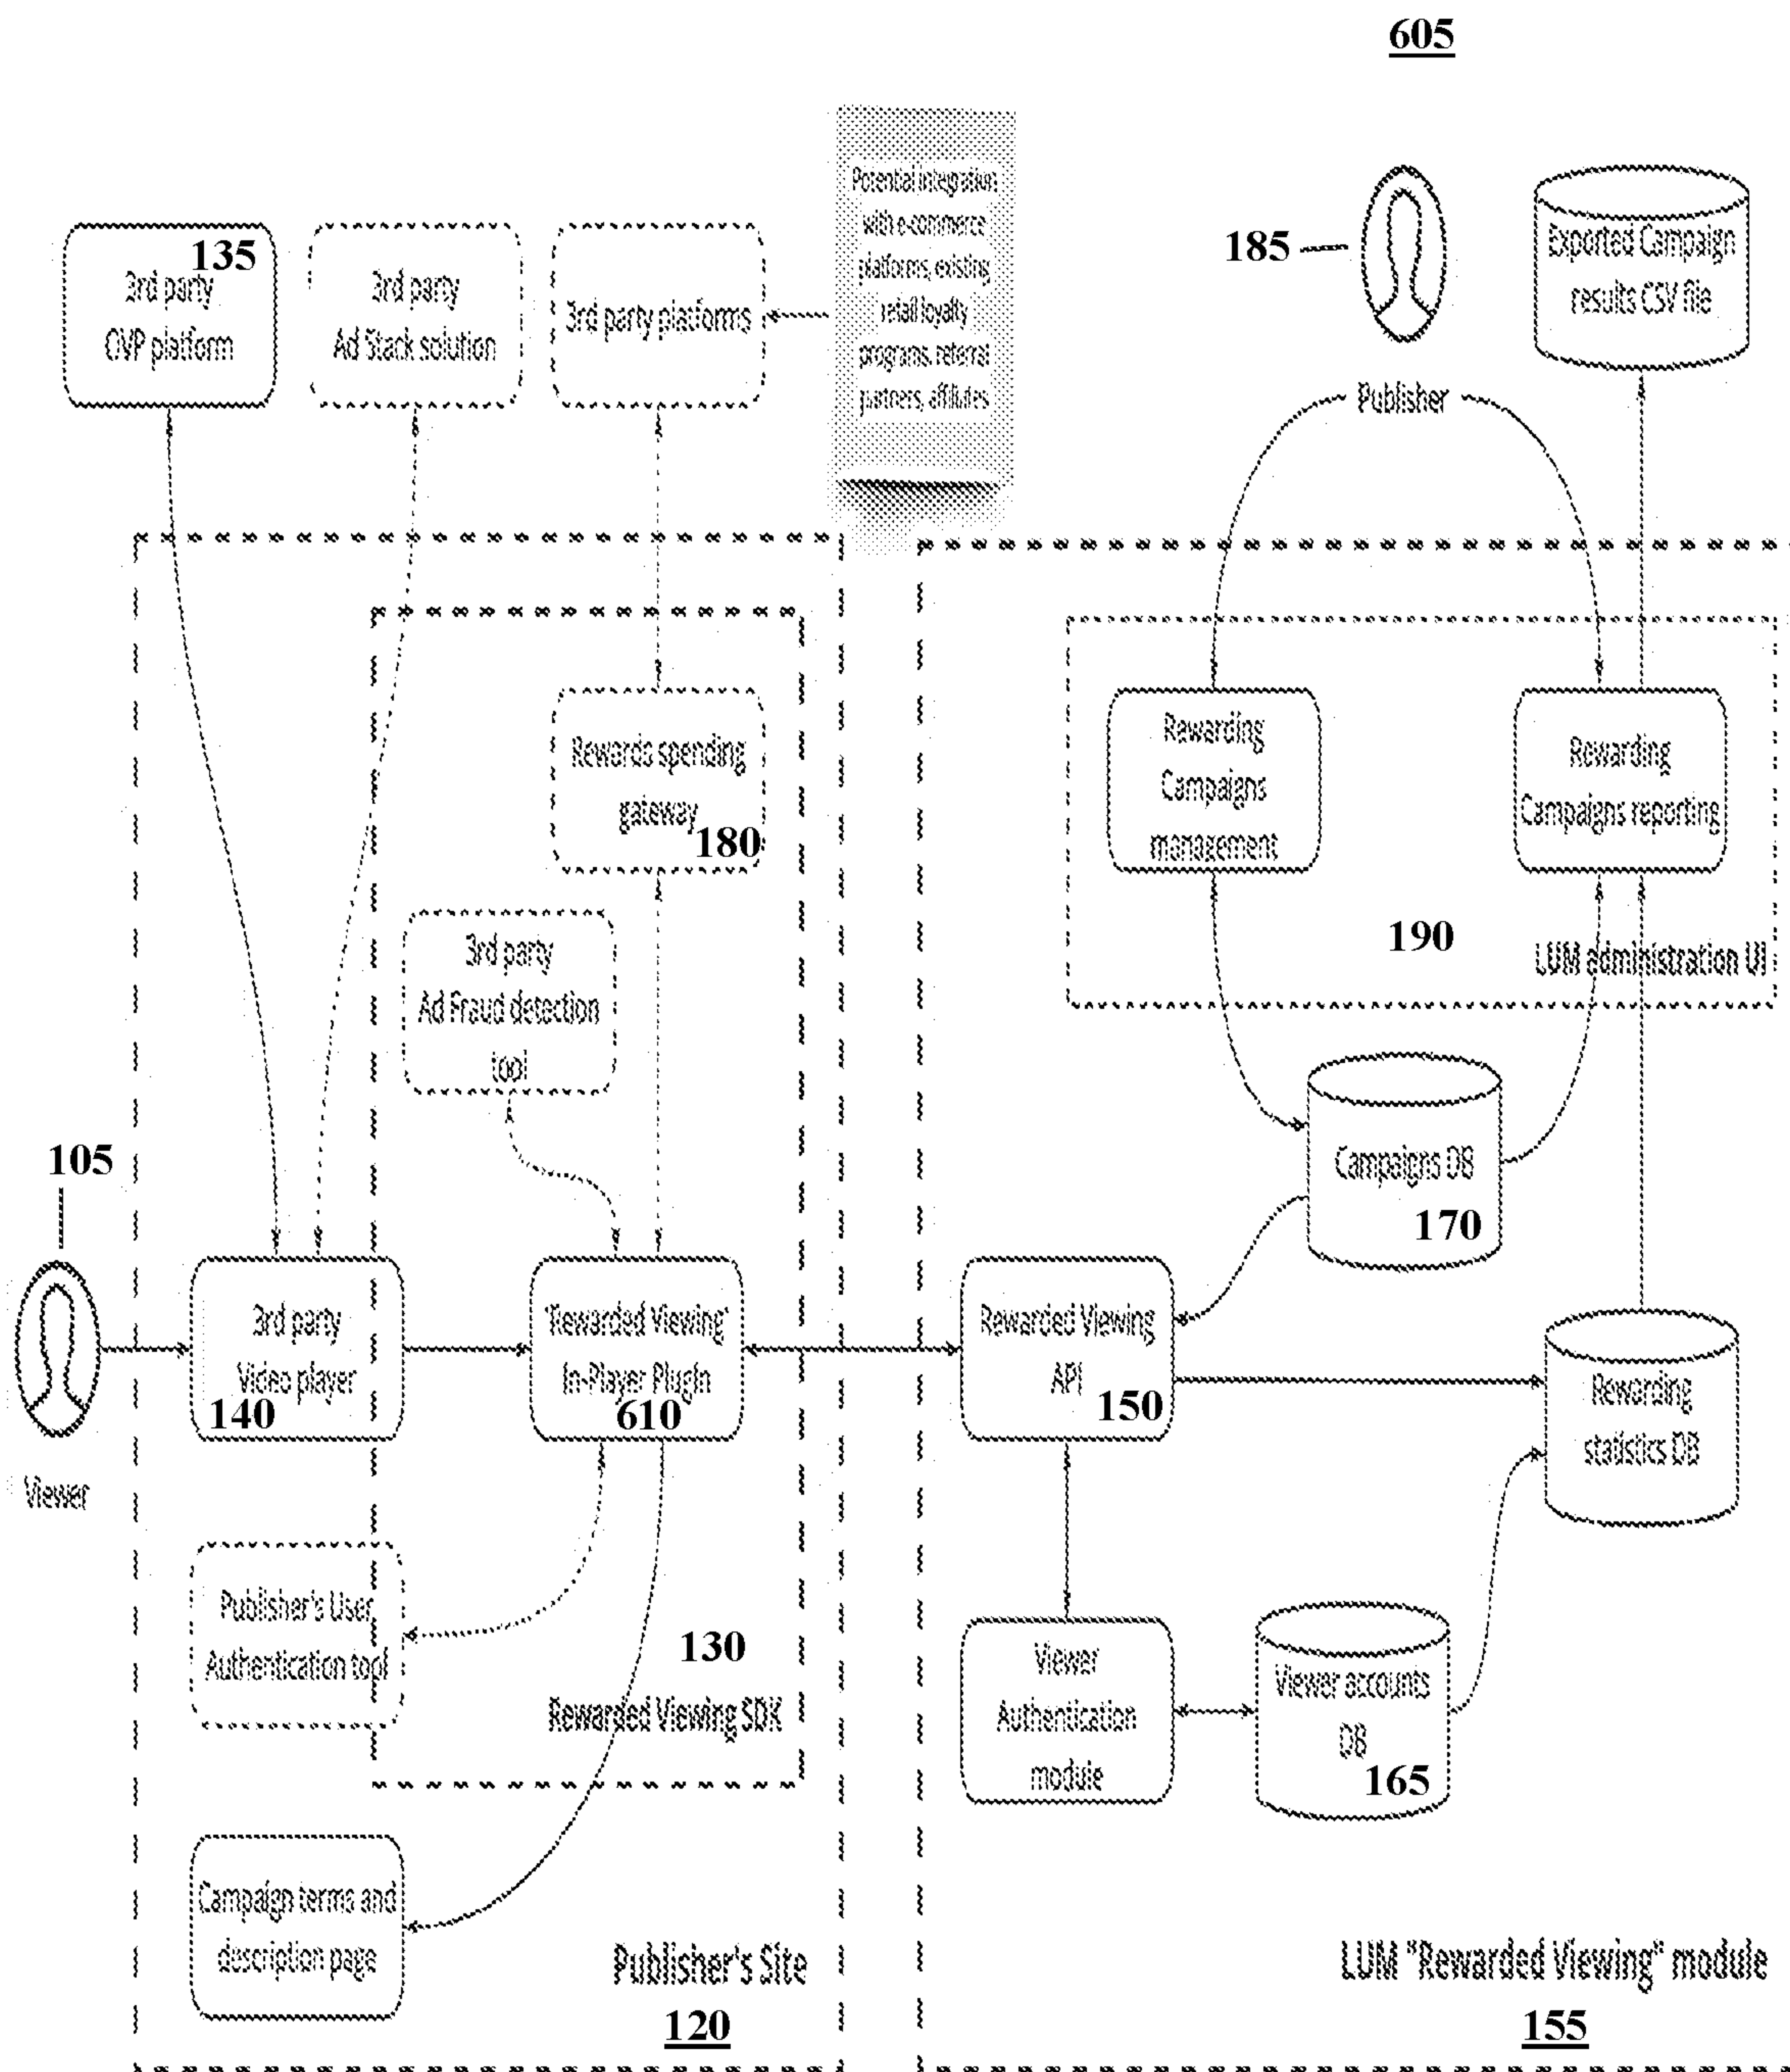 605
Potential integration
with e-commerce
platforms, existing
retail loyalty
programs, referral
partners, affiliates
135
3rd party
OVP platform
3rd party
Ad Stack solution
3rd party platforms
185
Publisher
Exported Campaign
results CSV file
Rewards spending
gateway
180
3rd party
Ad Fraud detection
tool
Rewarding
Campaigns
management
Rewarding
Campaigns reporting
190
LUM administration UI
Campaigns DB
170
105
Viewer
3rd party
Video player
140
"Rewarded Viewing"
In-Player PlugIn
610
Rewarded Viewing
API
150
Rewarding
statistics DB
Publisher's User
Authentication tool
130
Rewarded Viewing SDK
Viewer
Authentication
module
Viewer accounts
DB
165
Campaign terms and
description page
Publisher's Site
120
LUM "Rewarded Viewing" module
155